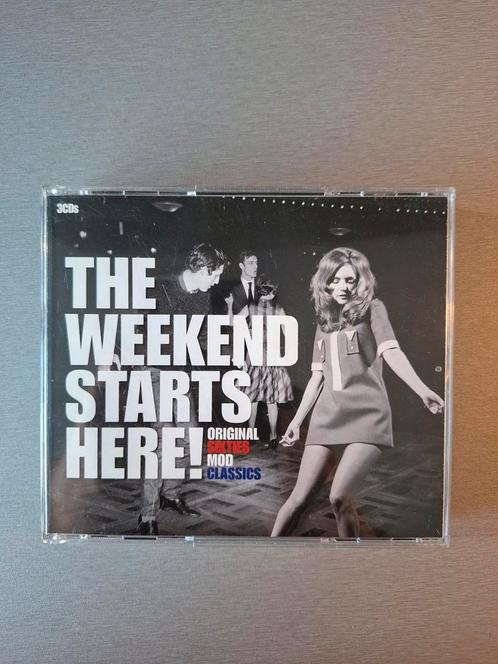 3CDs
THE
WEEKEND
STARTS
HERE!
ORIGINAL
SIXTIES
MOD
CLASSICS